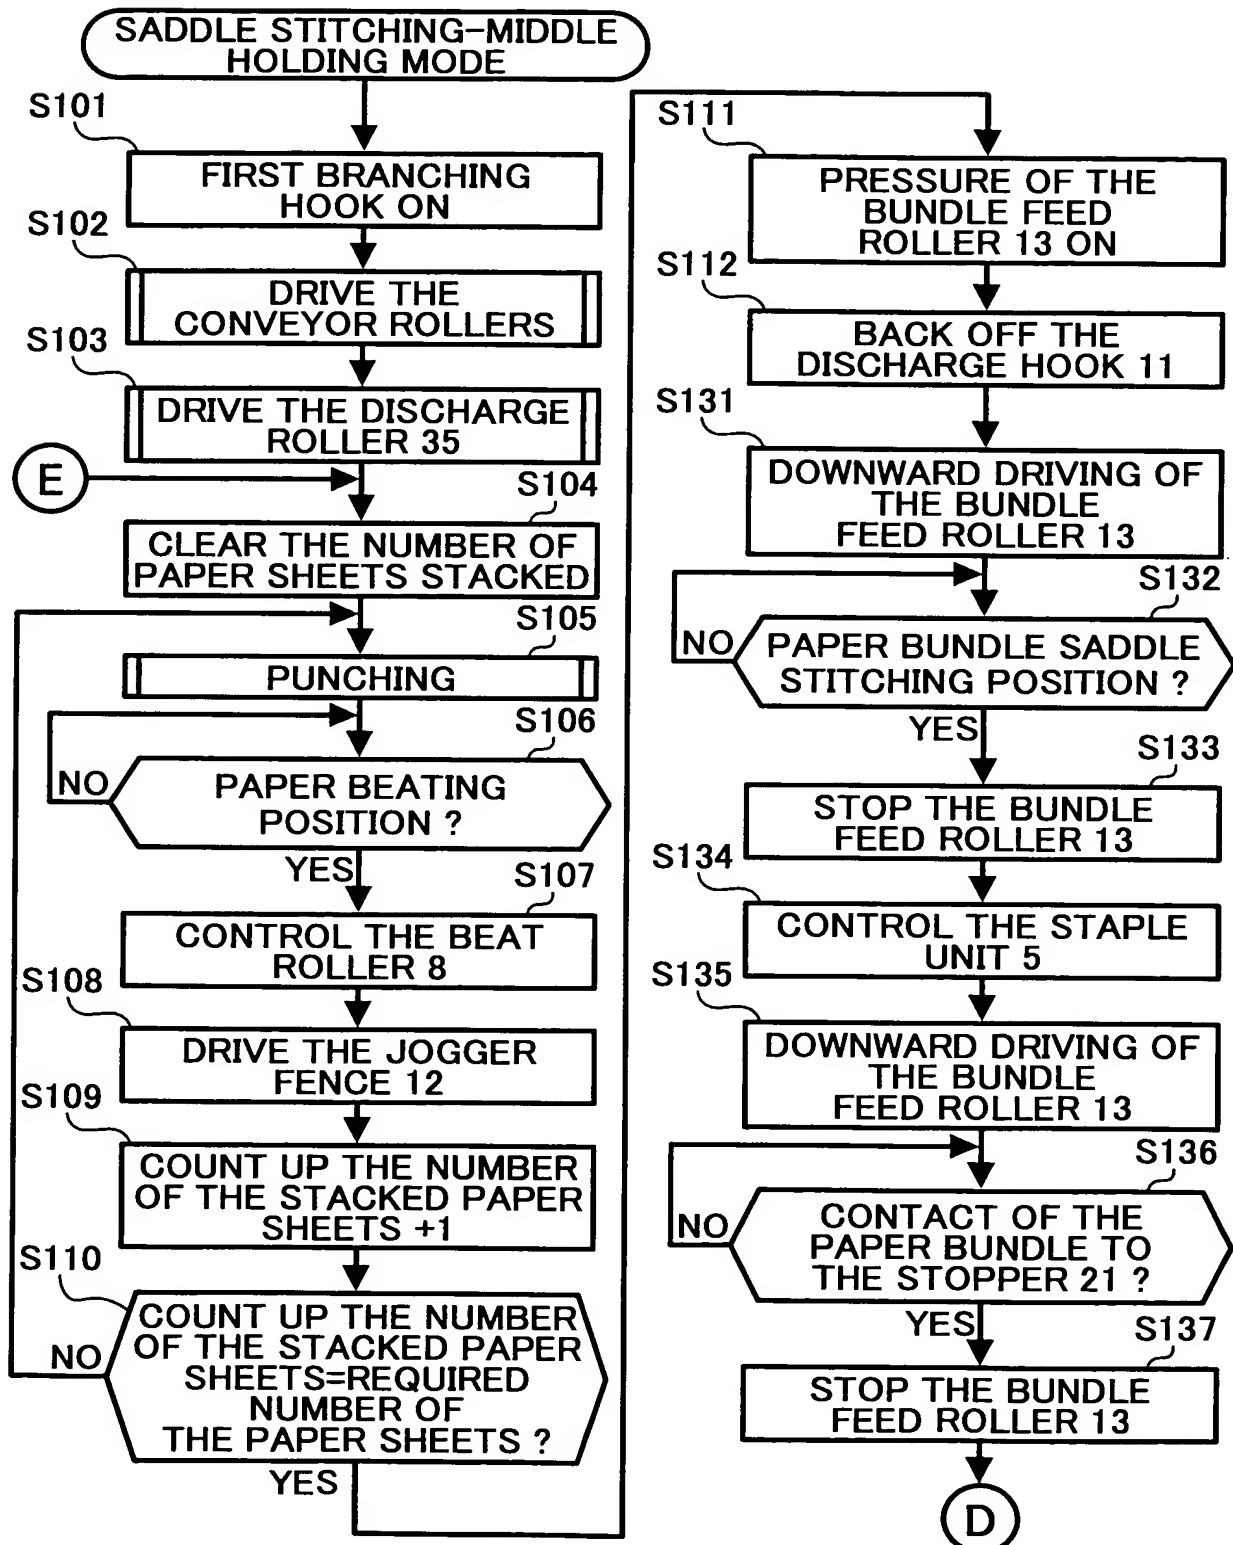 SADDLE STITCHING-MIDDLE
HOLDING MODE
S101
FIRST BRANCHING
HOOK ON
S102
DRIVE THE
CONVEYOR ROLLERS
S103
DRIVE THE DISCHARGE
ROLLER 35
E
S104
CLEAR THE NUMBER OF
PAPER SHEETS STACKED
S105
PUNCHING
S106
NO
PAPER BEATING
POSITION ?
YES
S107
CONTROL THE BEAT
ROLLER 8
S108
DRIVE THE JOGGER
FENCE 12
S109
COUNT UP THE NUMBER
OF THE STACKED PAPER
SHEETS +1
S110
COUNT UP THE NUMBER
OF THE STACKED PAPER
NO
SHEETS=REQUIRED
NUMBER OF
THE PAPER SHEETS ?
YES
S111
PRESSURE OF THE
BUNDLE FEED
ROLLER 13 ON
S112
BACK OFF THE
DISCHARGE HOOK 11
S131
DOWNWARD DRIVING OF
THE BUNDLE
FEED ROLLER 13
S132
NO
PAPER BUNDLE SADDLE
STITCHING POSITION ?
YES
S133
STOP THE BUNDLE
FEED ROLLER 13
S134
CONTROL THE STAPLE
UNIT 5
S135
DOWNWARD DRIVING OF
THE BUNDLE
FEED ROLLER 13
S136
NO
CONTACT OF THE
PAPER BUNDLE TO
THE STOPPER 21 ?
YES
S137
STOP THE BUNDLE
FEED ROLLER 13
D